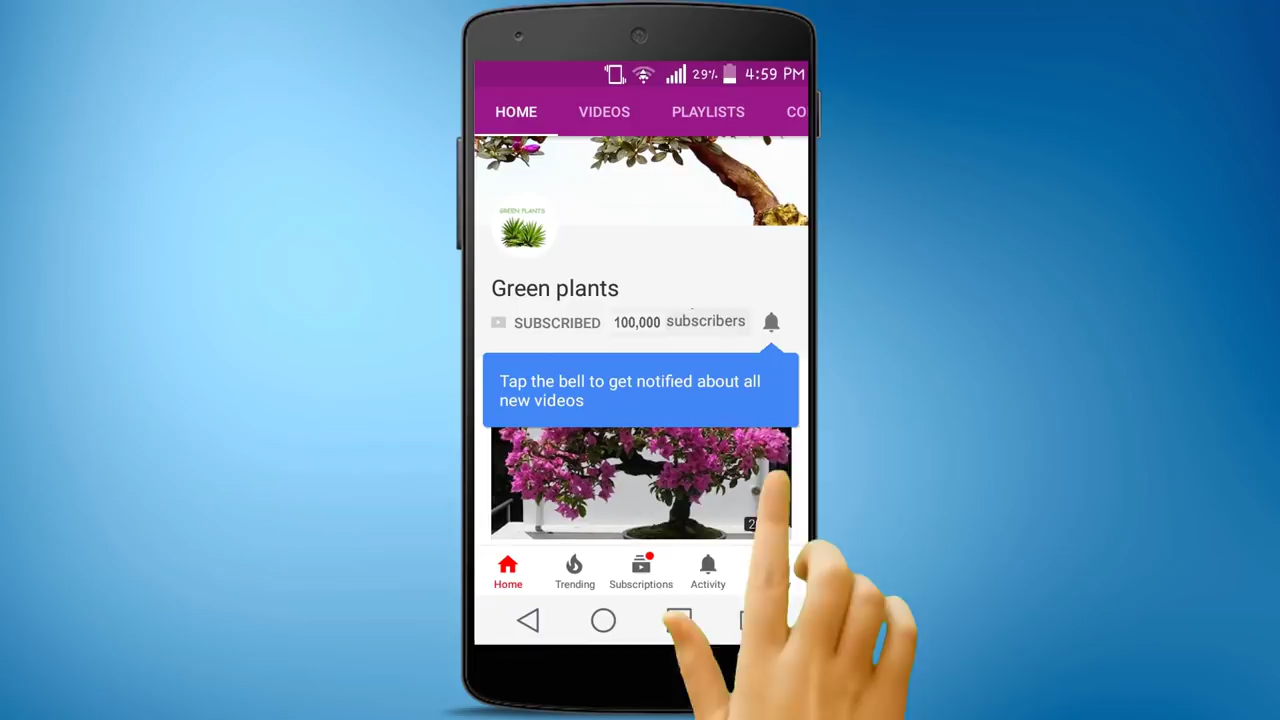 29% 4:59 PM
HOME VIDEOS PLAYLISTS CO
GREEN PLANTS
Green plants
SUBSCRIBED 100,000 subscribers
Tap the bell to get notified about all
new videos
2
Home Trending Subscriptions Activity y